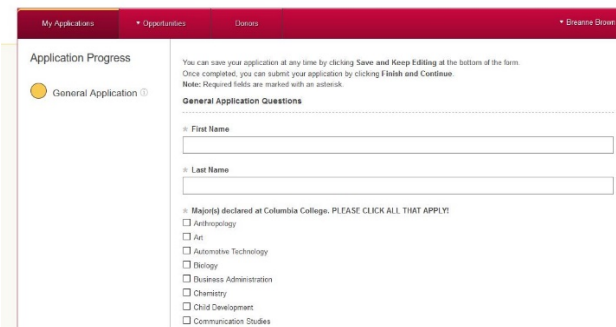 My Applications
Opportunities
Donors
Breanne Brown
Application Progress
General Application
You can save your application at any time by clicking Save and Keep Editing at the bottom of the form.
Once completed, you can submit your application by clicking Finish and Continue.
Note: Required fields are marked with an asterisk.
General Application Questions
* First Name
* Last Name
* Major(s) declared at Columbia College. PLEASE CLICK ALL THAT APPLY!
Anthropology
Art
Automotive Technology
Biology
Business Administration
Chemistry
Child Development
Communication Studies